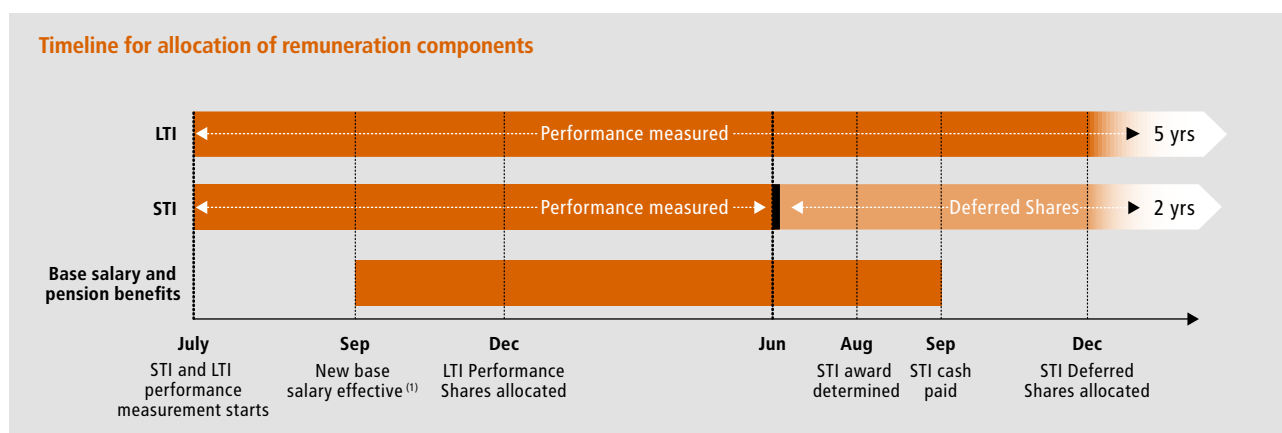 Timeline for allocation of remuneration components
LTI
Performance measured
5 yrs
STI
Performance measured
Deferred Shares
2 yrs
Base salary and
pension benefits
July
STI and LTI
performance
measurement starts
Sep
New base
salary effective (1)
Dec
LTI Performance
Shares allocated
Jun
Aug
STI award
determined
Sep
STI cash
paid
Dec
STI Deferred
Shares allocated